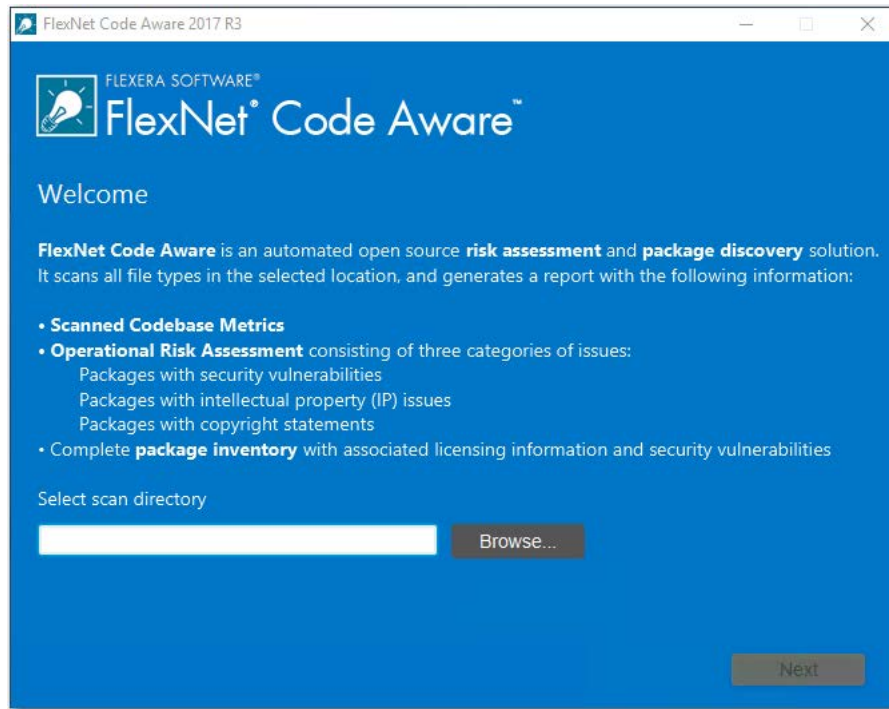 FlexNet Code Aware 2017 R3
FLEXERA SOFTWARE®
FlexNet® Code Aware™
Welcome
FlexNet Code Aware is an automated open source risk assessment and package discovery solution.
It scans all file types in the selected location, and generates a report with the following information:
• Scanned Codebase Metrics
• Operational Risk Assessment consisting of three categories of issues:
Packages with security vulnerabilities
Packages with intellectual property (IP) issues
Packages with copyright statements
• Complete package inventory with associated licensing information and security vulnerabilities
Select scan directory
Browse...
Next